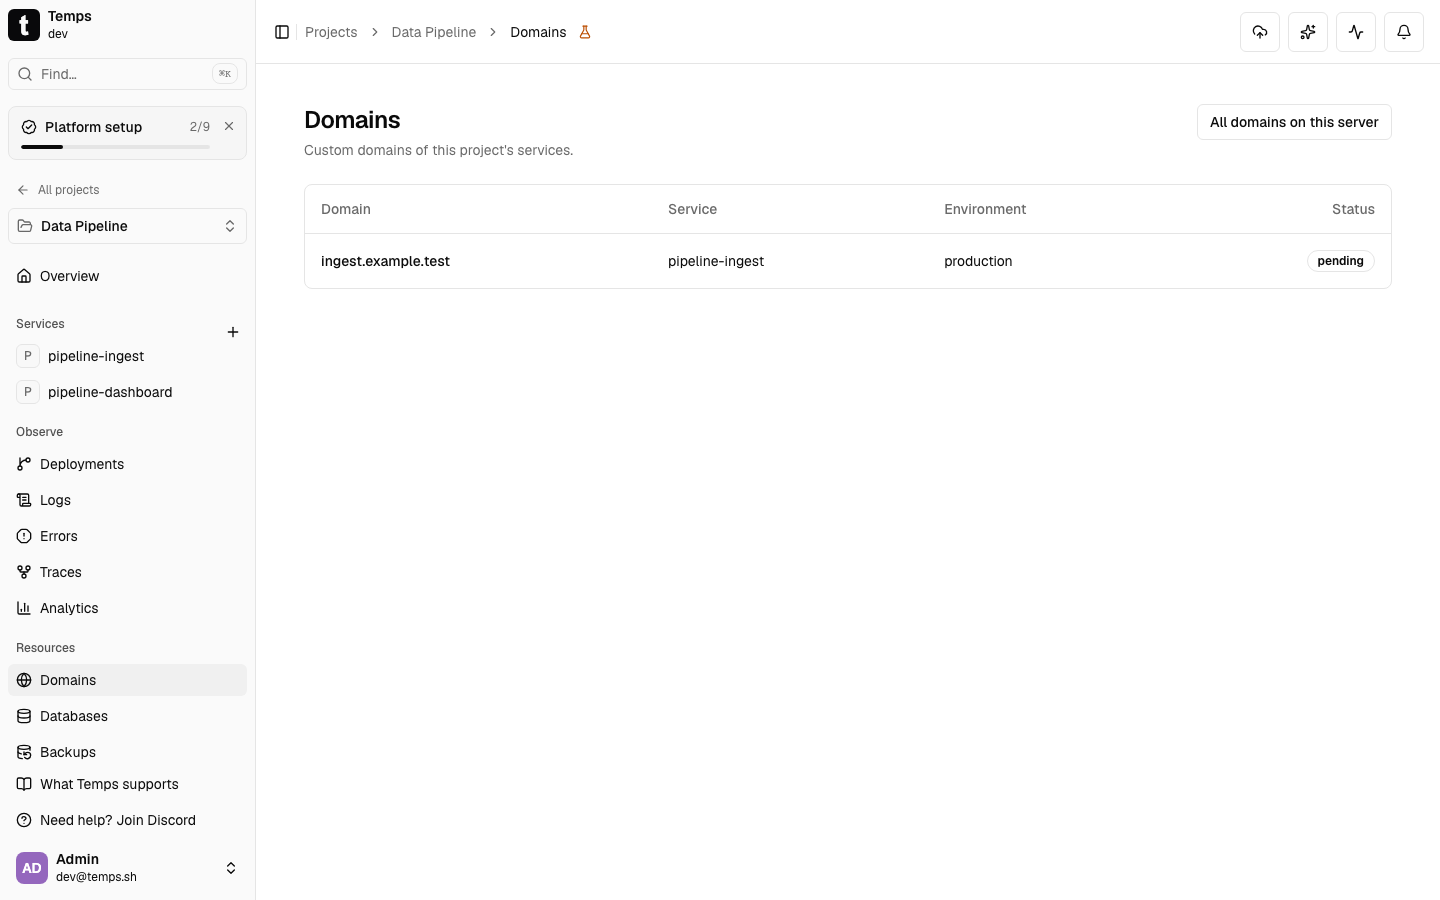 Temps
dev
Find...
⌘K
Platform setup
2/9
All projects
Data Pipeline
Overview
Services
P
pipeline-ingest
P
pipeline-dashboard
Observe
Deployments
Logs
Errors
Traces
Analytics
Resources
Domains
Databases
Backups
What Temps supports
Need help? Join Discord
AD
Admin
dev@temps.sh
Projects
Data Pipeline
Domains
Domains
Custom domains of this project's services.
All domains on this server
Domain Service Environment Status
ingest.example.test pipeline-ingest production pending